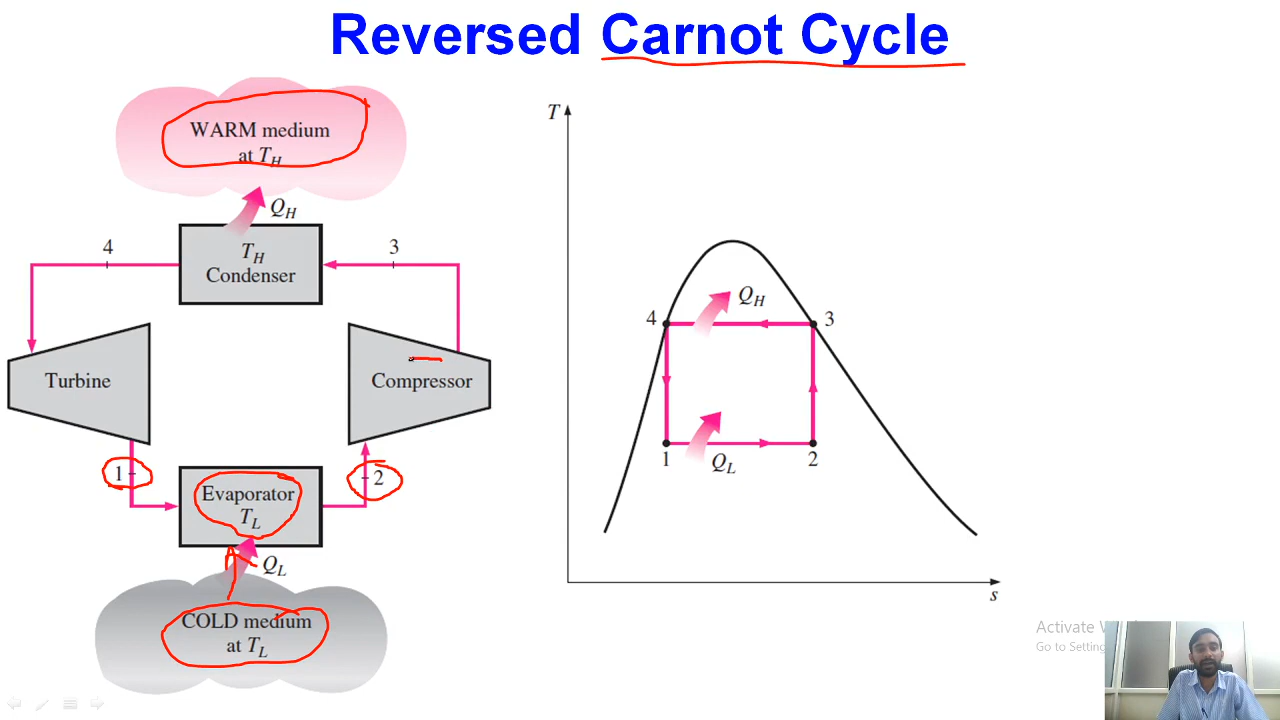 Reversed Carnot Cycle
WARM medium
at T_H
Q_H
4
T_H
Condenser
3
Turbine
Compressor
1
Evaporator
T_L
2
Q_L
COLD medium
at T_L
T
4
Q_H
3
1
Q_L
2
s
Activate
Go to Setting